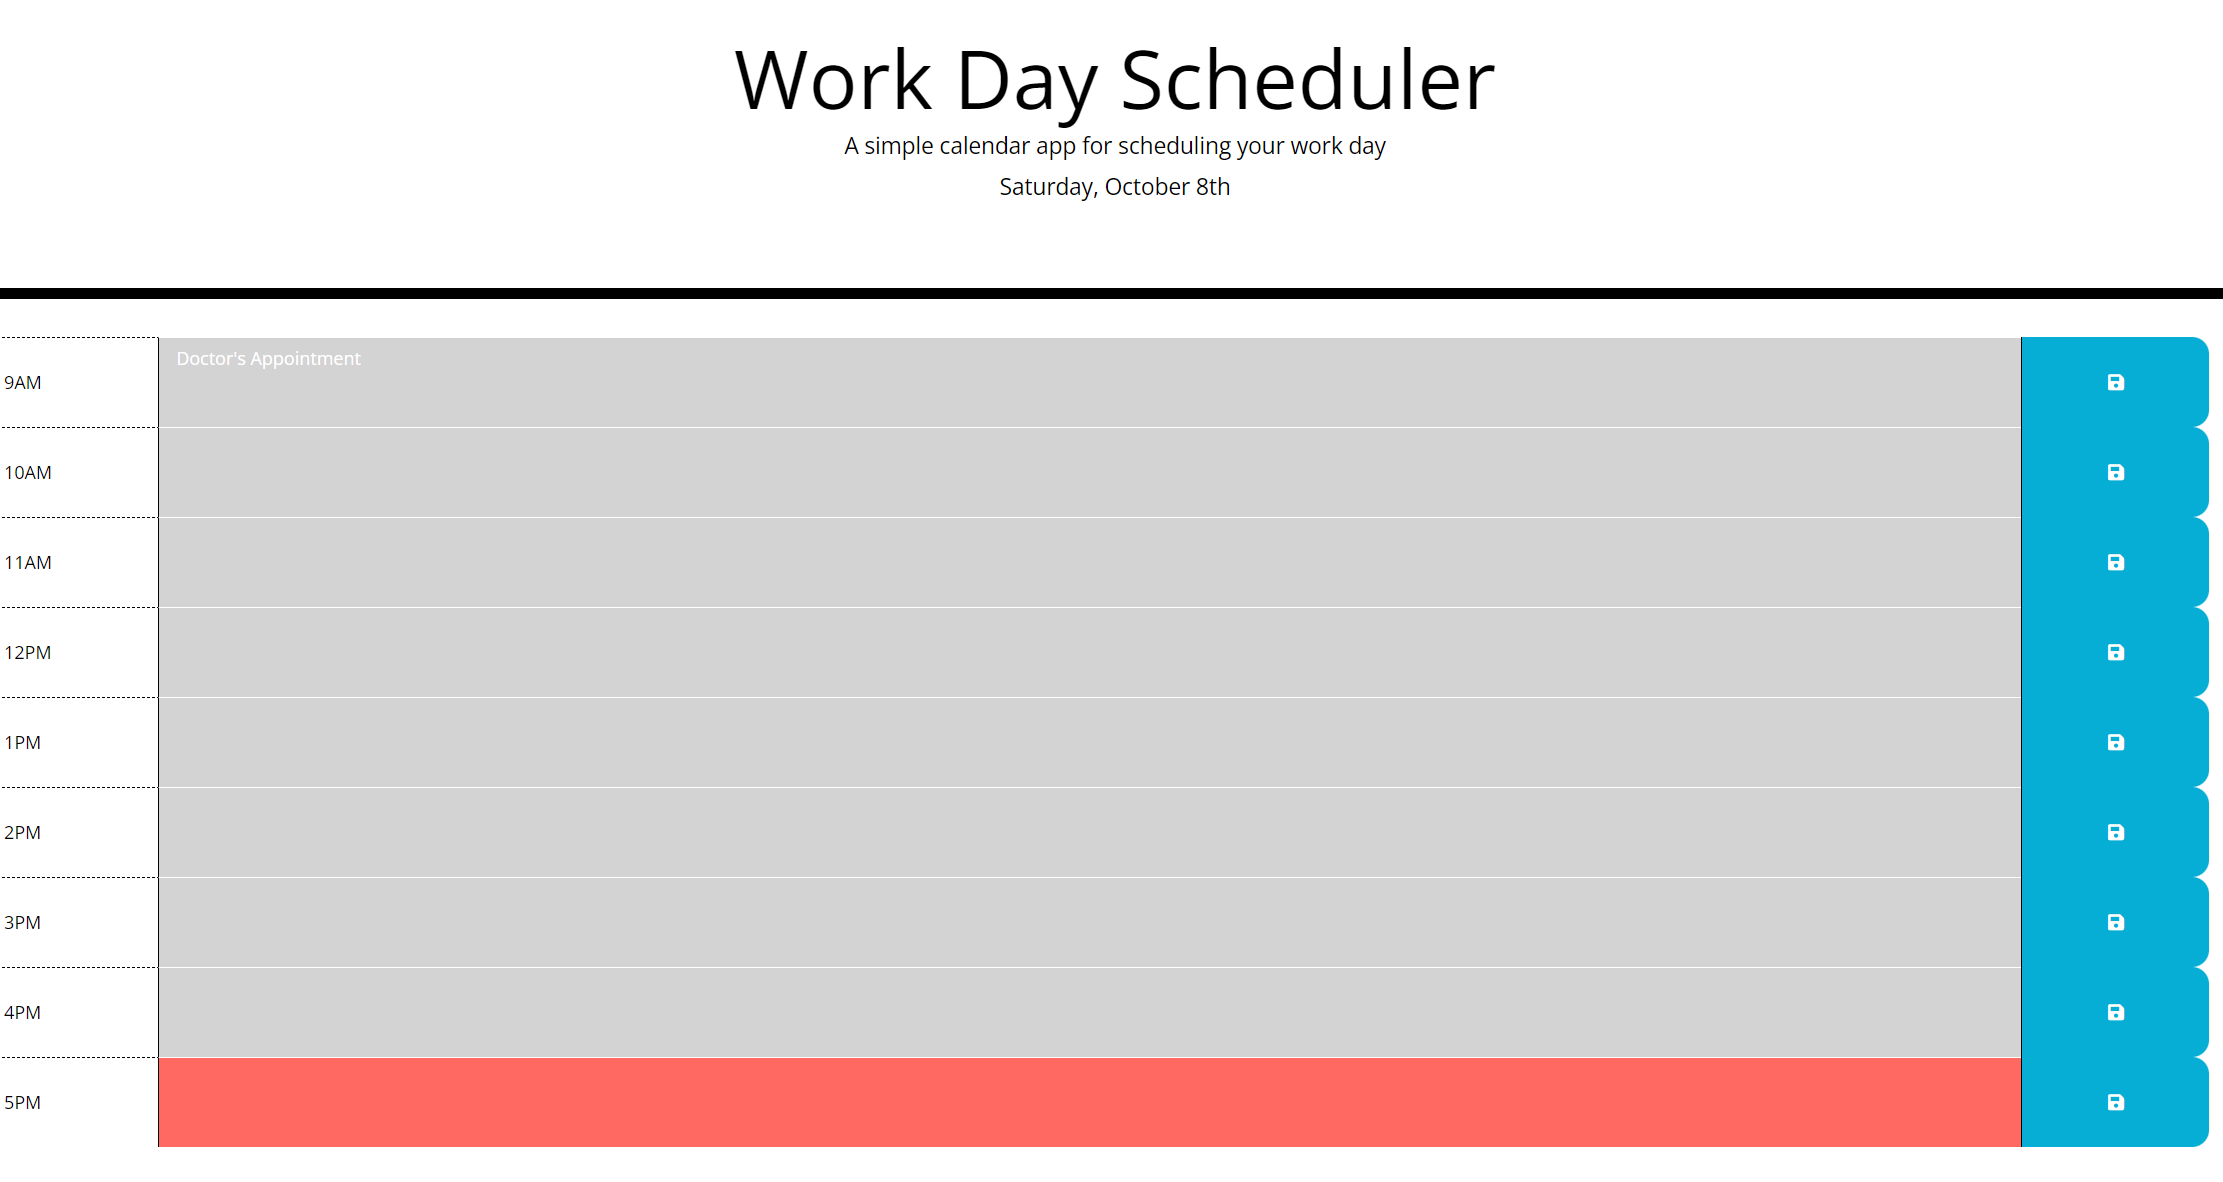 Work Day Scheduler
A simple calendar app for scheduling your work day
Saturday, October 8th
9AM
Doctor's Appointment
10AM
11AM
12PM
1PM
2PM
3PM
4PM
5PM